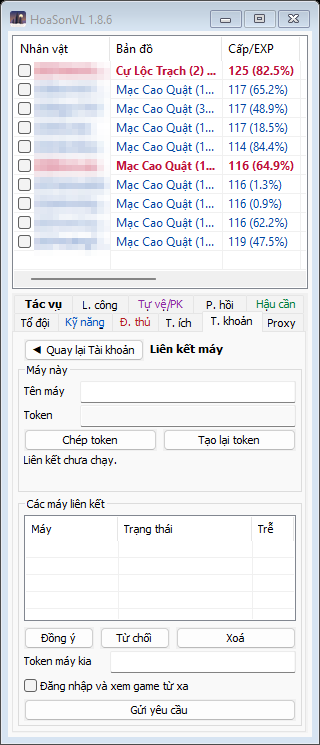 HoaSonVL 1.8.6
Nhân vật Bản đồ Cấp/EXP
Cự Lộc Trạch (2) ... 125 (82.5%)
Mạc Cao Quật (1... 117 (65.2%)
Mạc Cao Quật (3... 117 (48.9%)
Mạc Cao Quật (1... 117 (18.5%)
Mạc Cao Quật (1... 114 (84.4%)
Mạc Cao Quật (1... 116 (64.9%)
Mạc Cao Quật (1... 116 (1.3%)
Mạc Cao Quật (1... 116 (0.9%)
Mạc Cao Quật (1... 116 (62.2%)
Mạc Cao Quật (1... 119 (47.5%)
Tác vụ L. công Tự vệ/PK P. hồi Hậu cần
Tổ đội Kỹ năng Đ. thủ T. ích T. khoản Proxy
◄ Quay lại Tài khoản Liên kết máy
Máy này
Tên máy
Token
Chép token Tạo lại token
Liên kết chưa chạy.
Các máy liên kết
Máy Trạng thái Trễ
Đồng ý Từ chối Xoá
Token máy kia
Đăng nhập và xem game từ xa
Gửi yêu cầu